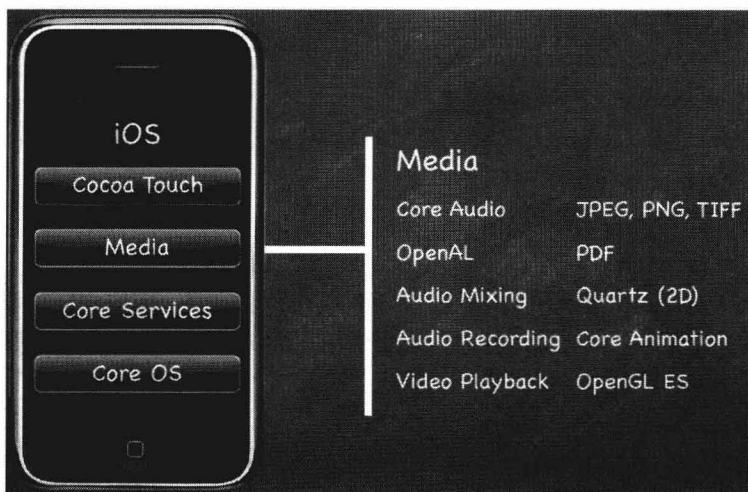 iOS
Cocoa Touch
Media
Core Services
Core OS
Media
Core Audio JPEG, PNG, TIFF
OpenAL PDF
Audio Mixing Quartz (2D)
Audio Recording Core Animation
Video Playback OpenGL ES